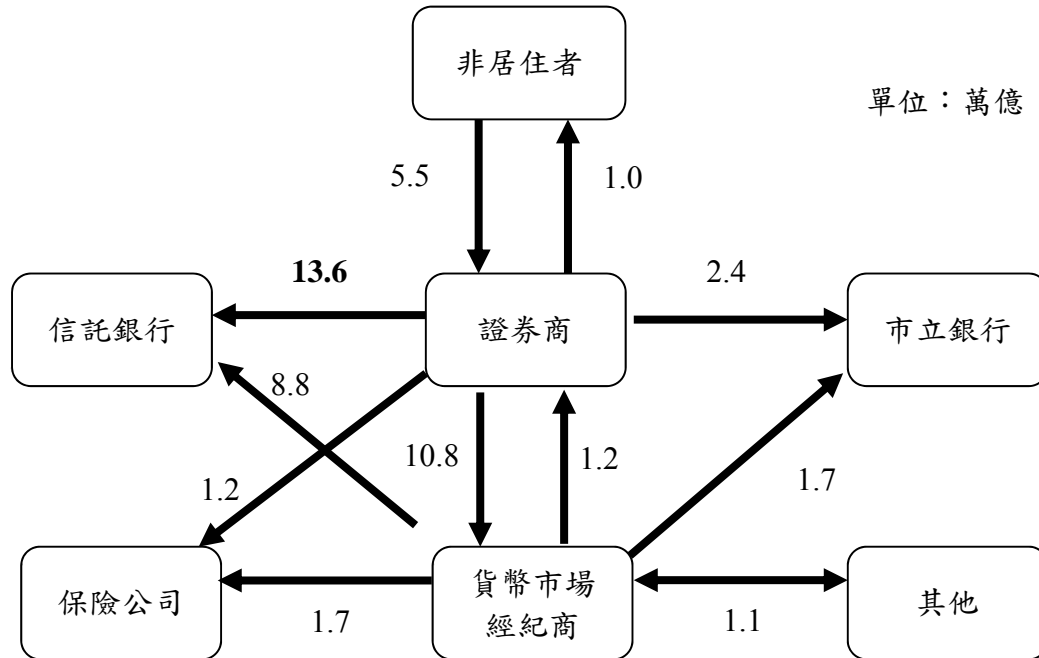 非居住者
單位：萬億
5.5
1.0
13.6
2.4
信託銀行
證券商
市立銀行
8.8
10.8
1.2
1.2
1.7
保險公司
貨幣市場
經紀商
其他
1.7
1.1